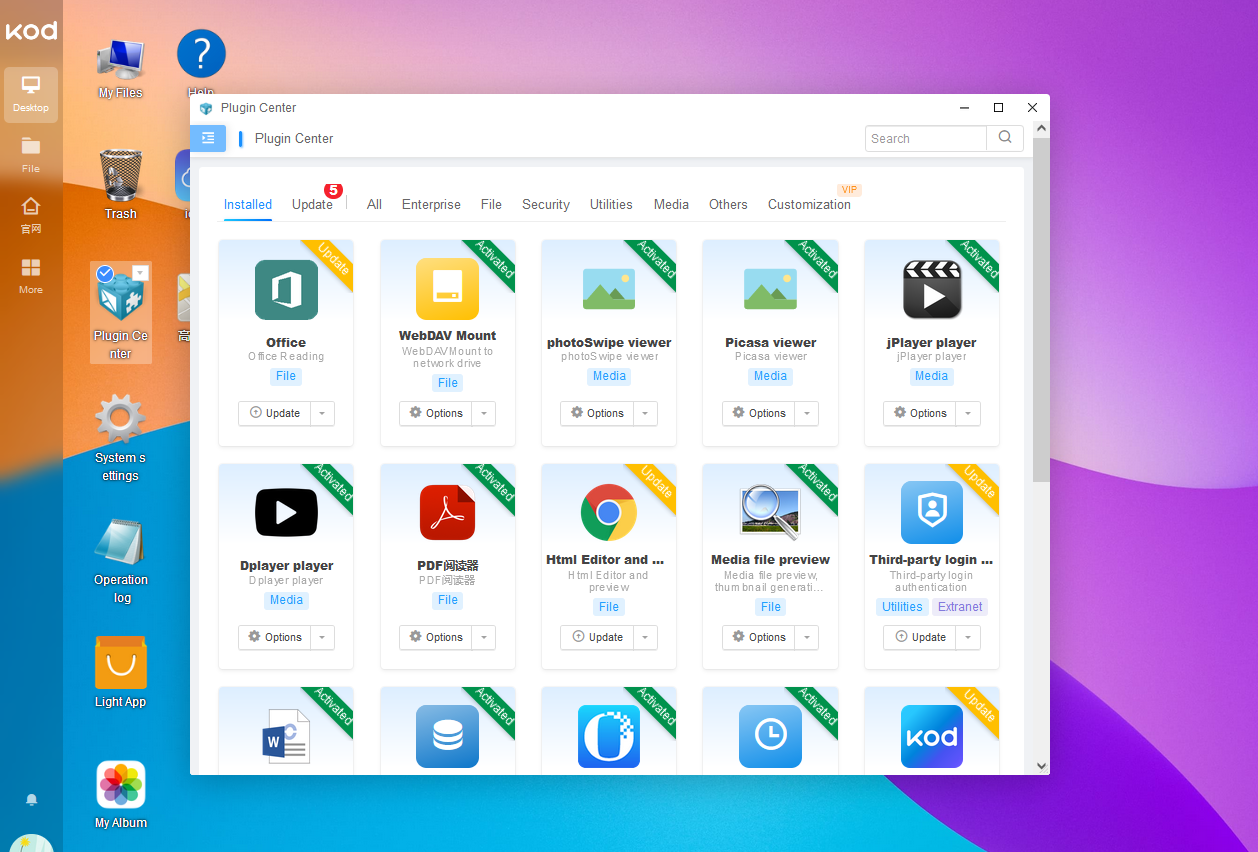 kod
Desktop
File
官网
More
My Files
Help
Trash
Plugin Ce
nter
System s
ettings
Operation
log
Light App
My Album
Plugin Center
Plugin Center
Search
Installed
Update
5
All
Enterprise
File
Security
Utilities
Media
Others
Customization
VIP
Update
Office
Office Reading
File
Update
Activated
WebDAV Mount
WebDAV Mount to
network drive
File
Options
Activated
photoSwipe viewer
photoSwipe viewer
Media
Options
Activated
Picasa viewer
Picasa viewer
Media
Options
Activated
jPlayer player
jPlayer player
Media
Options
Activated
Dplayer player
Dplayer player
Media
Options
Activated
PDF阅读器
PDF阅读器
File
Options
Update
Html Editor and ...
Html Editor and
preview
File
Update
Activated
Media file preview
Media file preview,
thumbnail generati...
File
Options
Update
Third-party login ...
Third-party login
authentication
Utilities
Extranet
Update
Activated
W
Activated
Activated
Activated
Update
kod